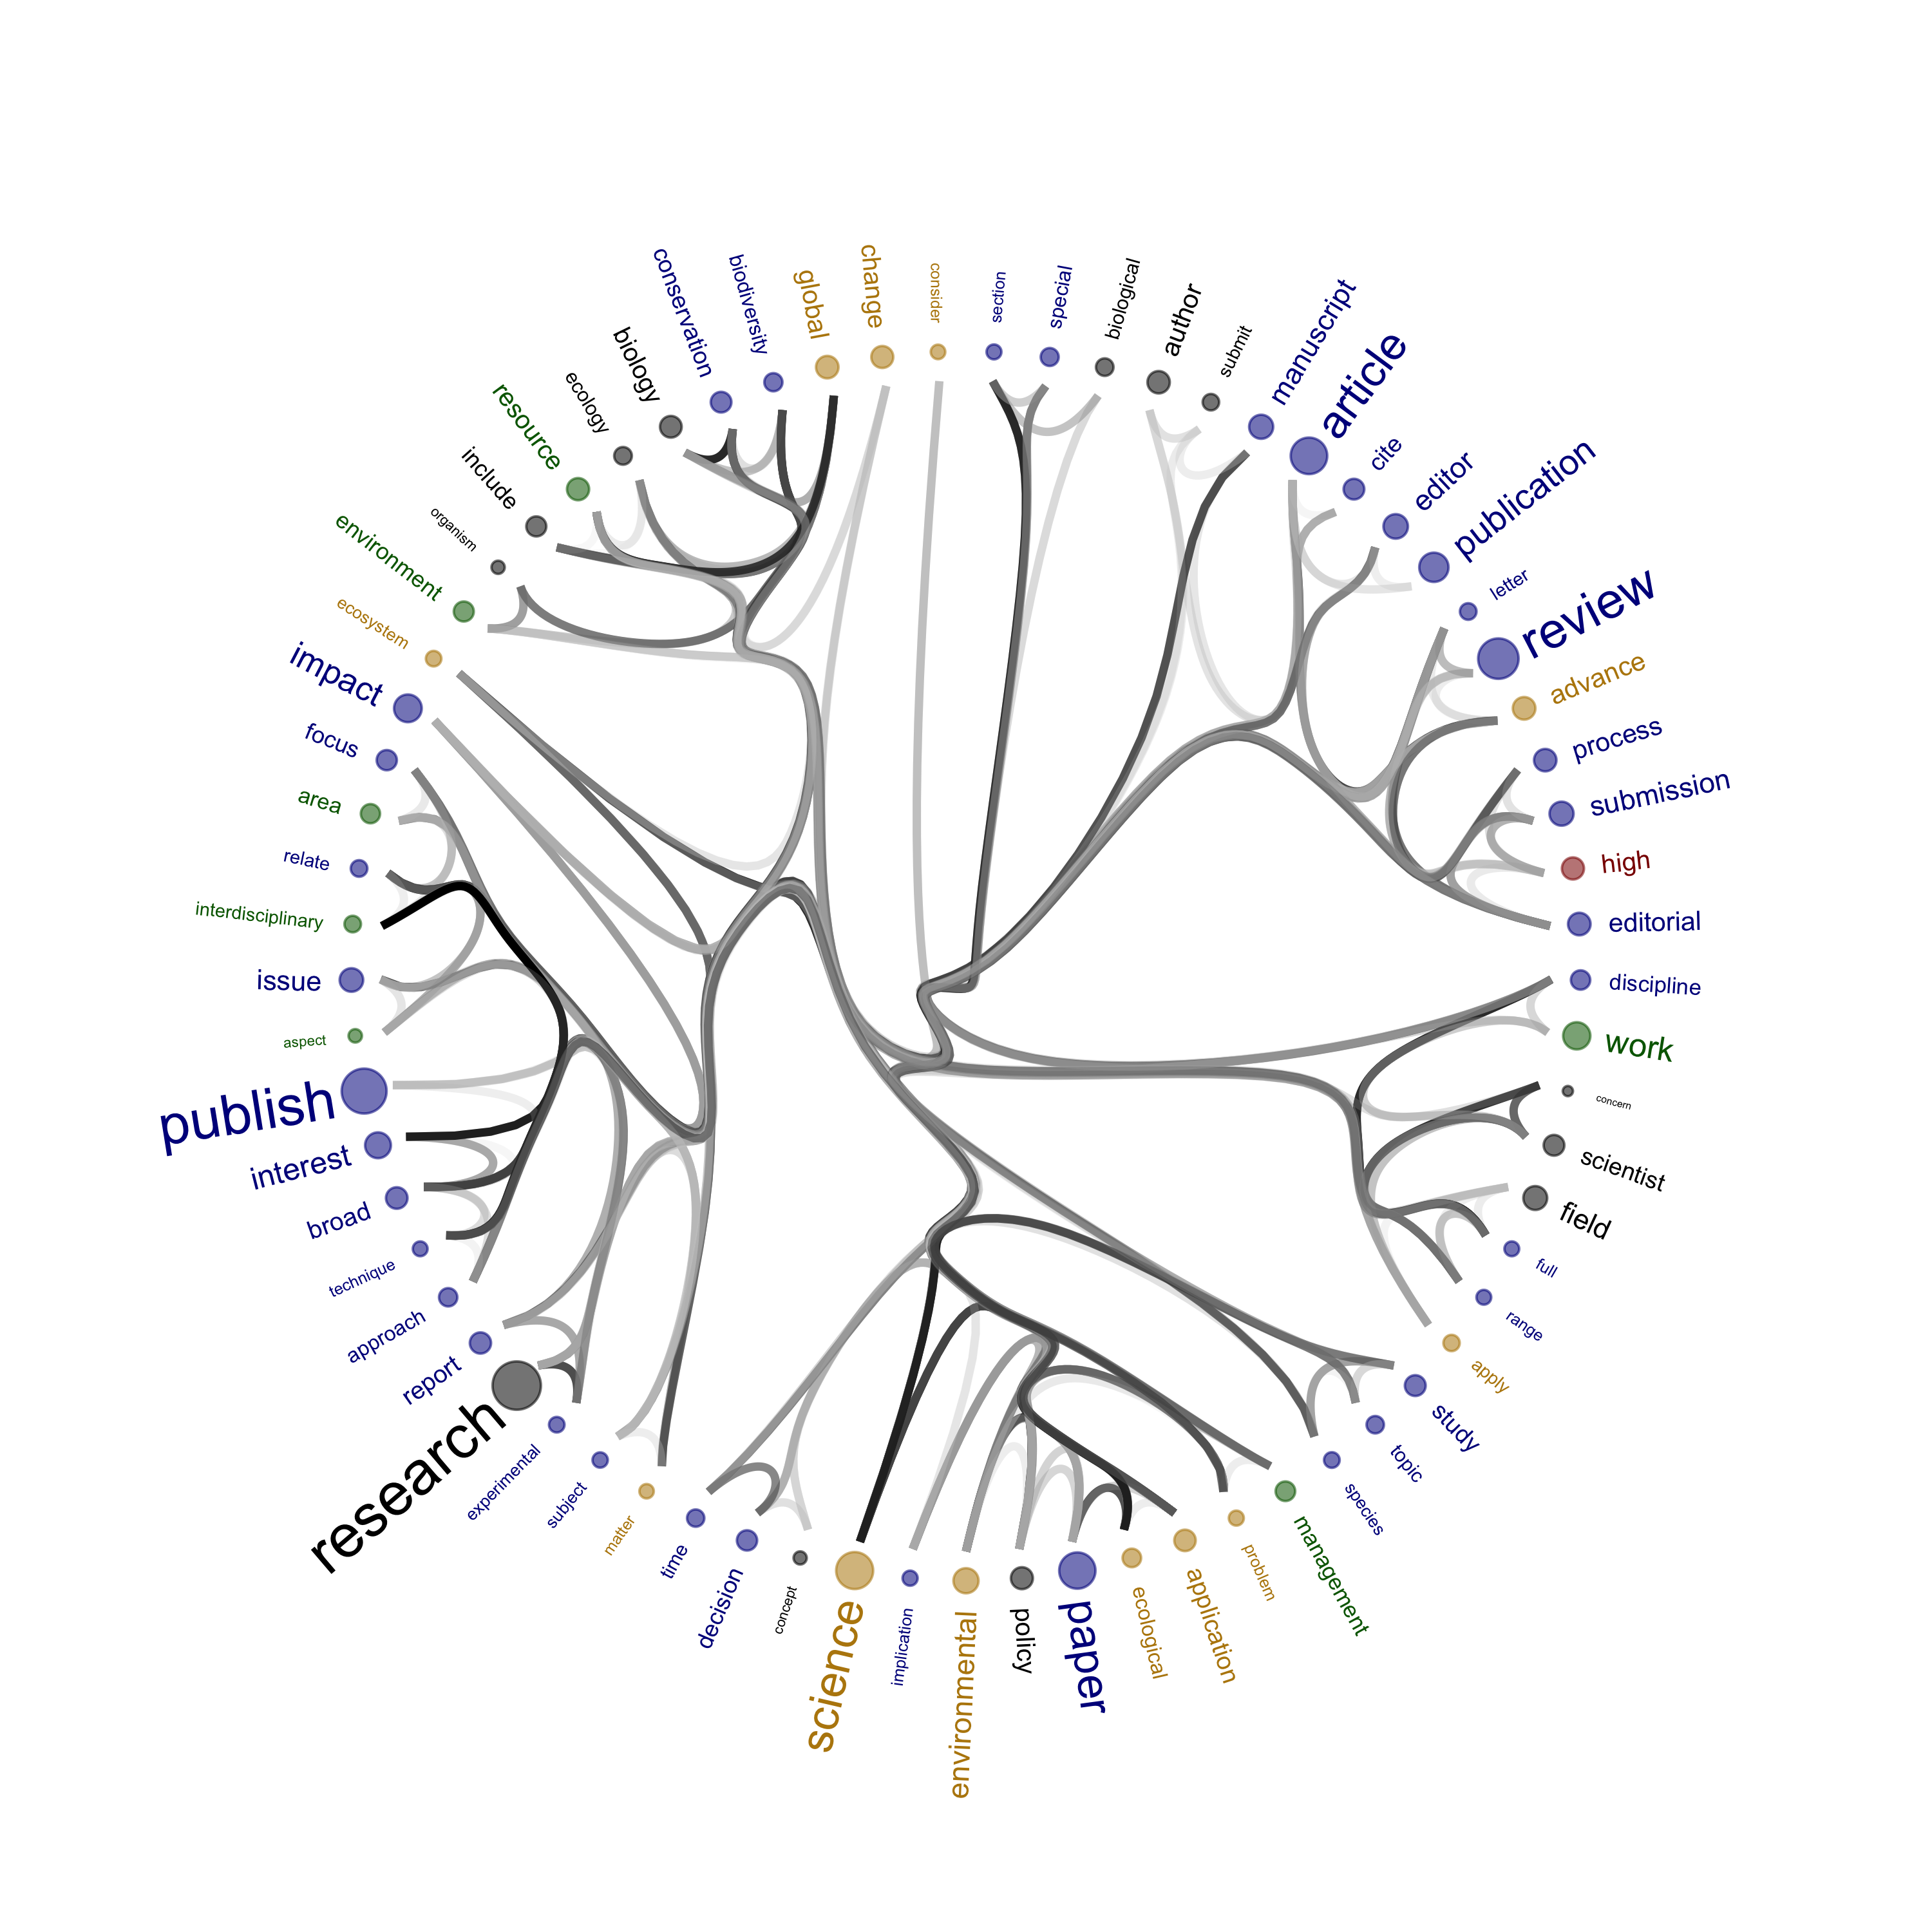 section
special
biological
author
submit
manuscript
article
cite
editor
publication
letter
review
advance
process
submission
high
editorial
discipline
work
concern
scientist
field
full
range
apply
study
topic
species
management
problem
application
ecological
paper
policy
environmental
implication
science
concept
decision
time
matter
subject
experimental
research
report
approach
technique
broad
interest
publish
aspect
issue
interdisciplinary
relate
area
focus
impact
ecosystem
environment
organism
include
resource
ecology
biology
conservation
biodiversity
global
change
consider